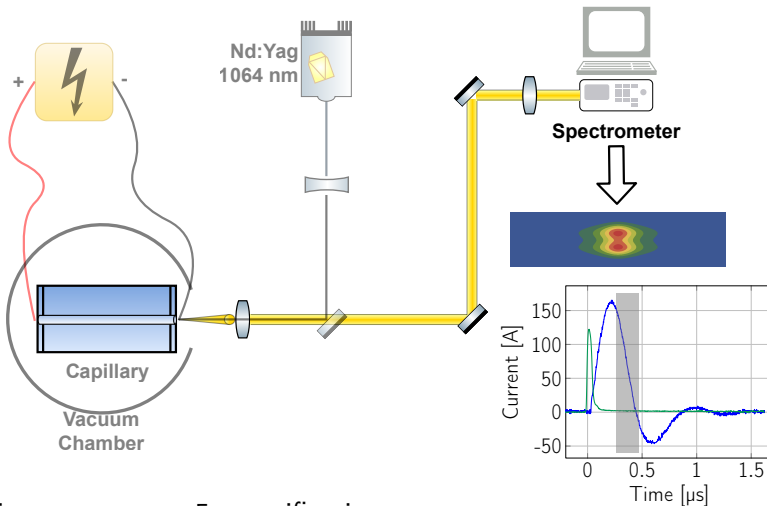 Nd:Yag
1064 nm
+
-
Spectrometer
Capillary
Vacuum
Chamber
Current [A]
150
100
50
0
-50
0
0.5
1
1.5
Time [µs]